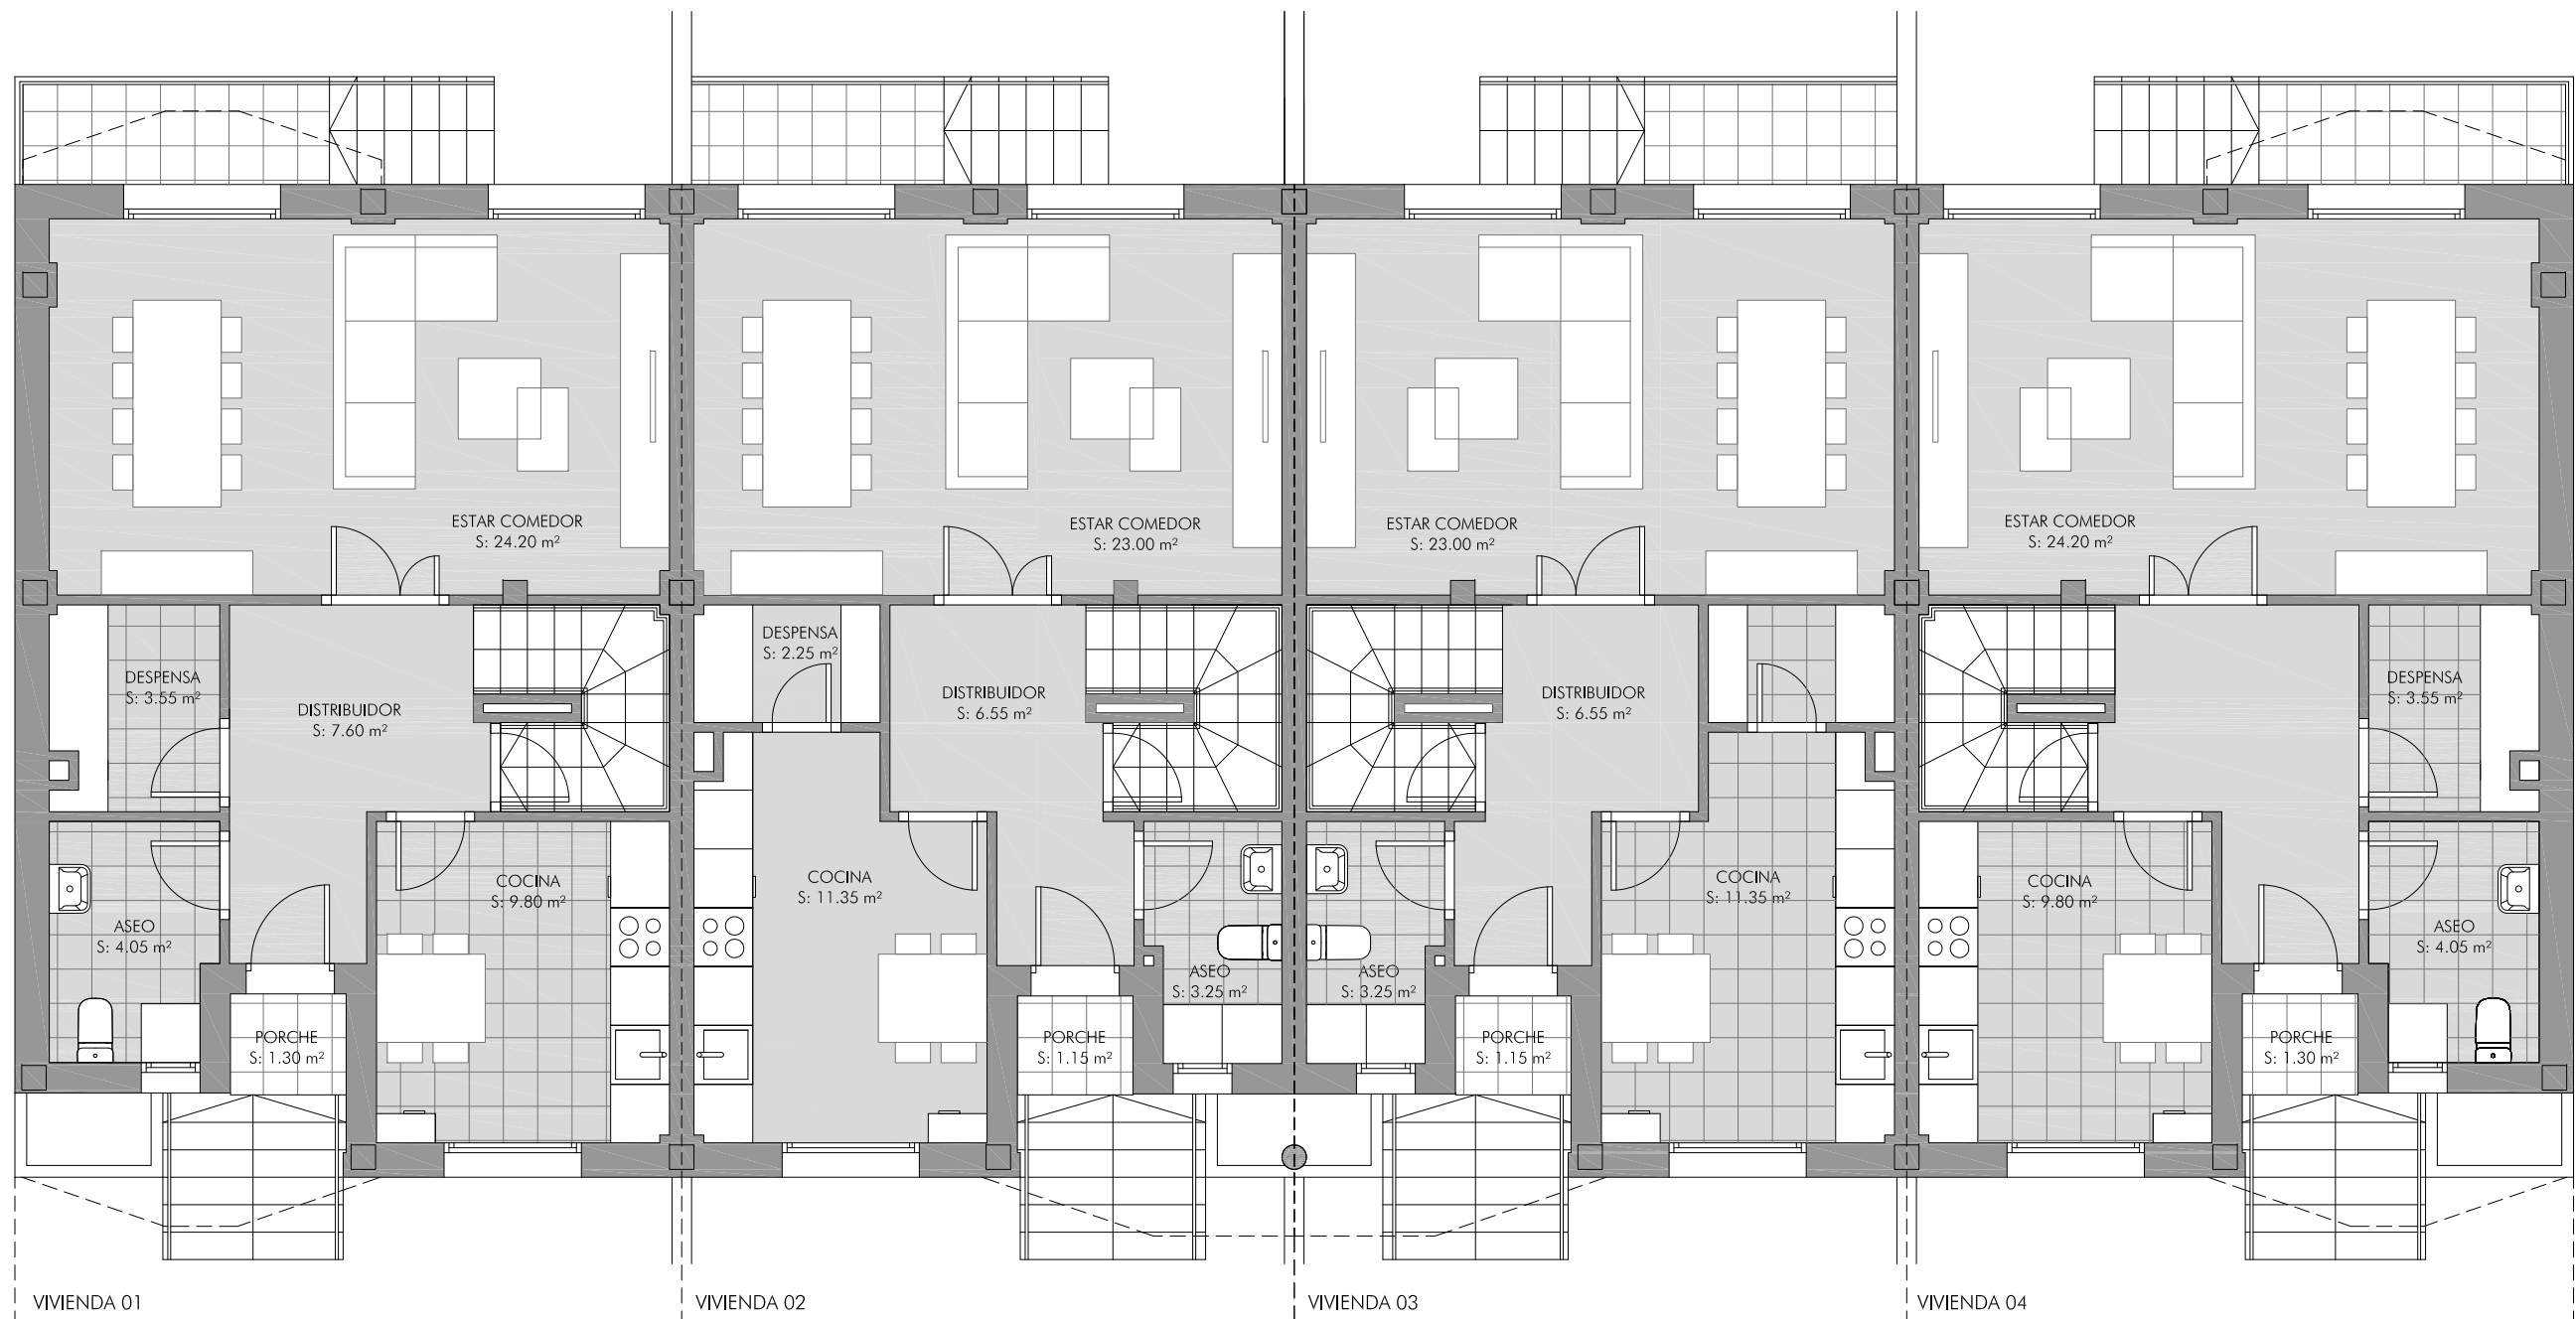 ESTAR COMEDOR
S: 24.20 m²
ESTAR COMEDOR
S: 23.00 m²
ESTAR COMEDOR
S: 23.00 m²
ESTAR COMEDOR
S: 24.20 m²
DESPENSA
S: 3.55 m²
DISTRIBUIDOR
S: 7.60 m²
DESPENSA
S: 2.25 m²
DISTRIBUIDOR
S: 6.55 m²
DISTRIBUIDOR
S: 6.55 m²
DESPENSA
S: 3.55 m²
ASEO
S: 4.05 m²
COCINA
S: 9.80 m²
COCINA
S: 11.35 m²
ASEO
S: 3.25 m²
ASEO
S: 3.25 m²
COCINA
S: 11.35 m²
COCINA
S: 9.80 m²
ASEO
S: 4.05 m²
PORCHE
S: 1.30 m²
PORCHE
S: 1.15 m²
PORCHE
S: 1.15 m²
PORCHE
S: 1.30 m²
VIVIENDA 01
VIVIENDA 02
VIVIENDA 03
VIVIENDA 04